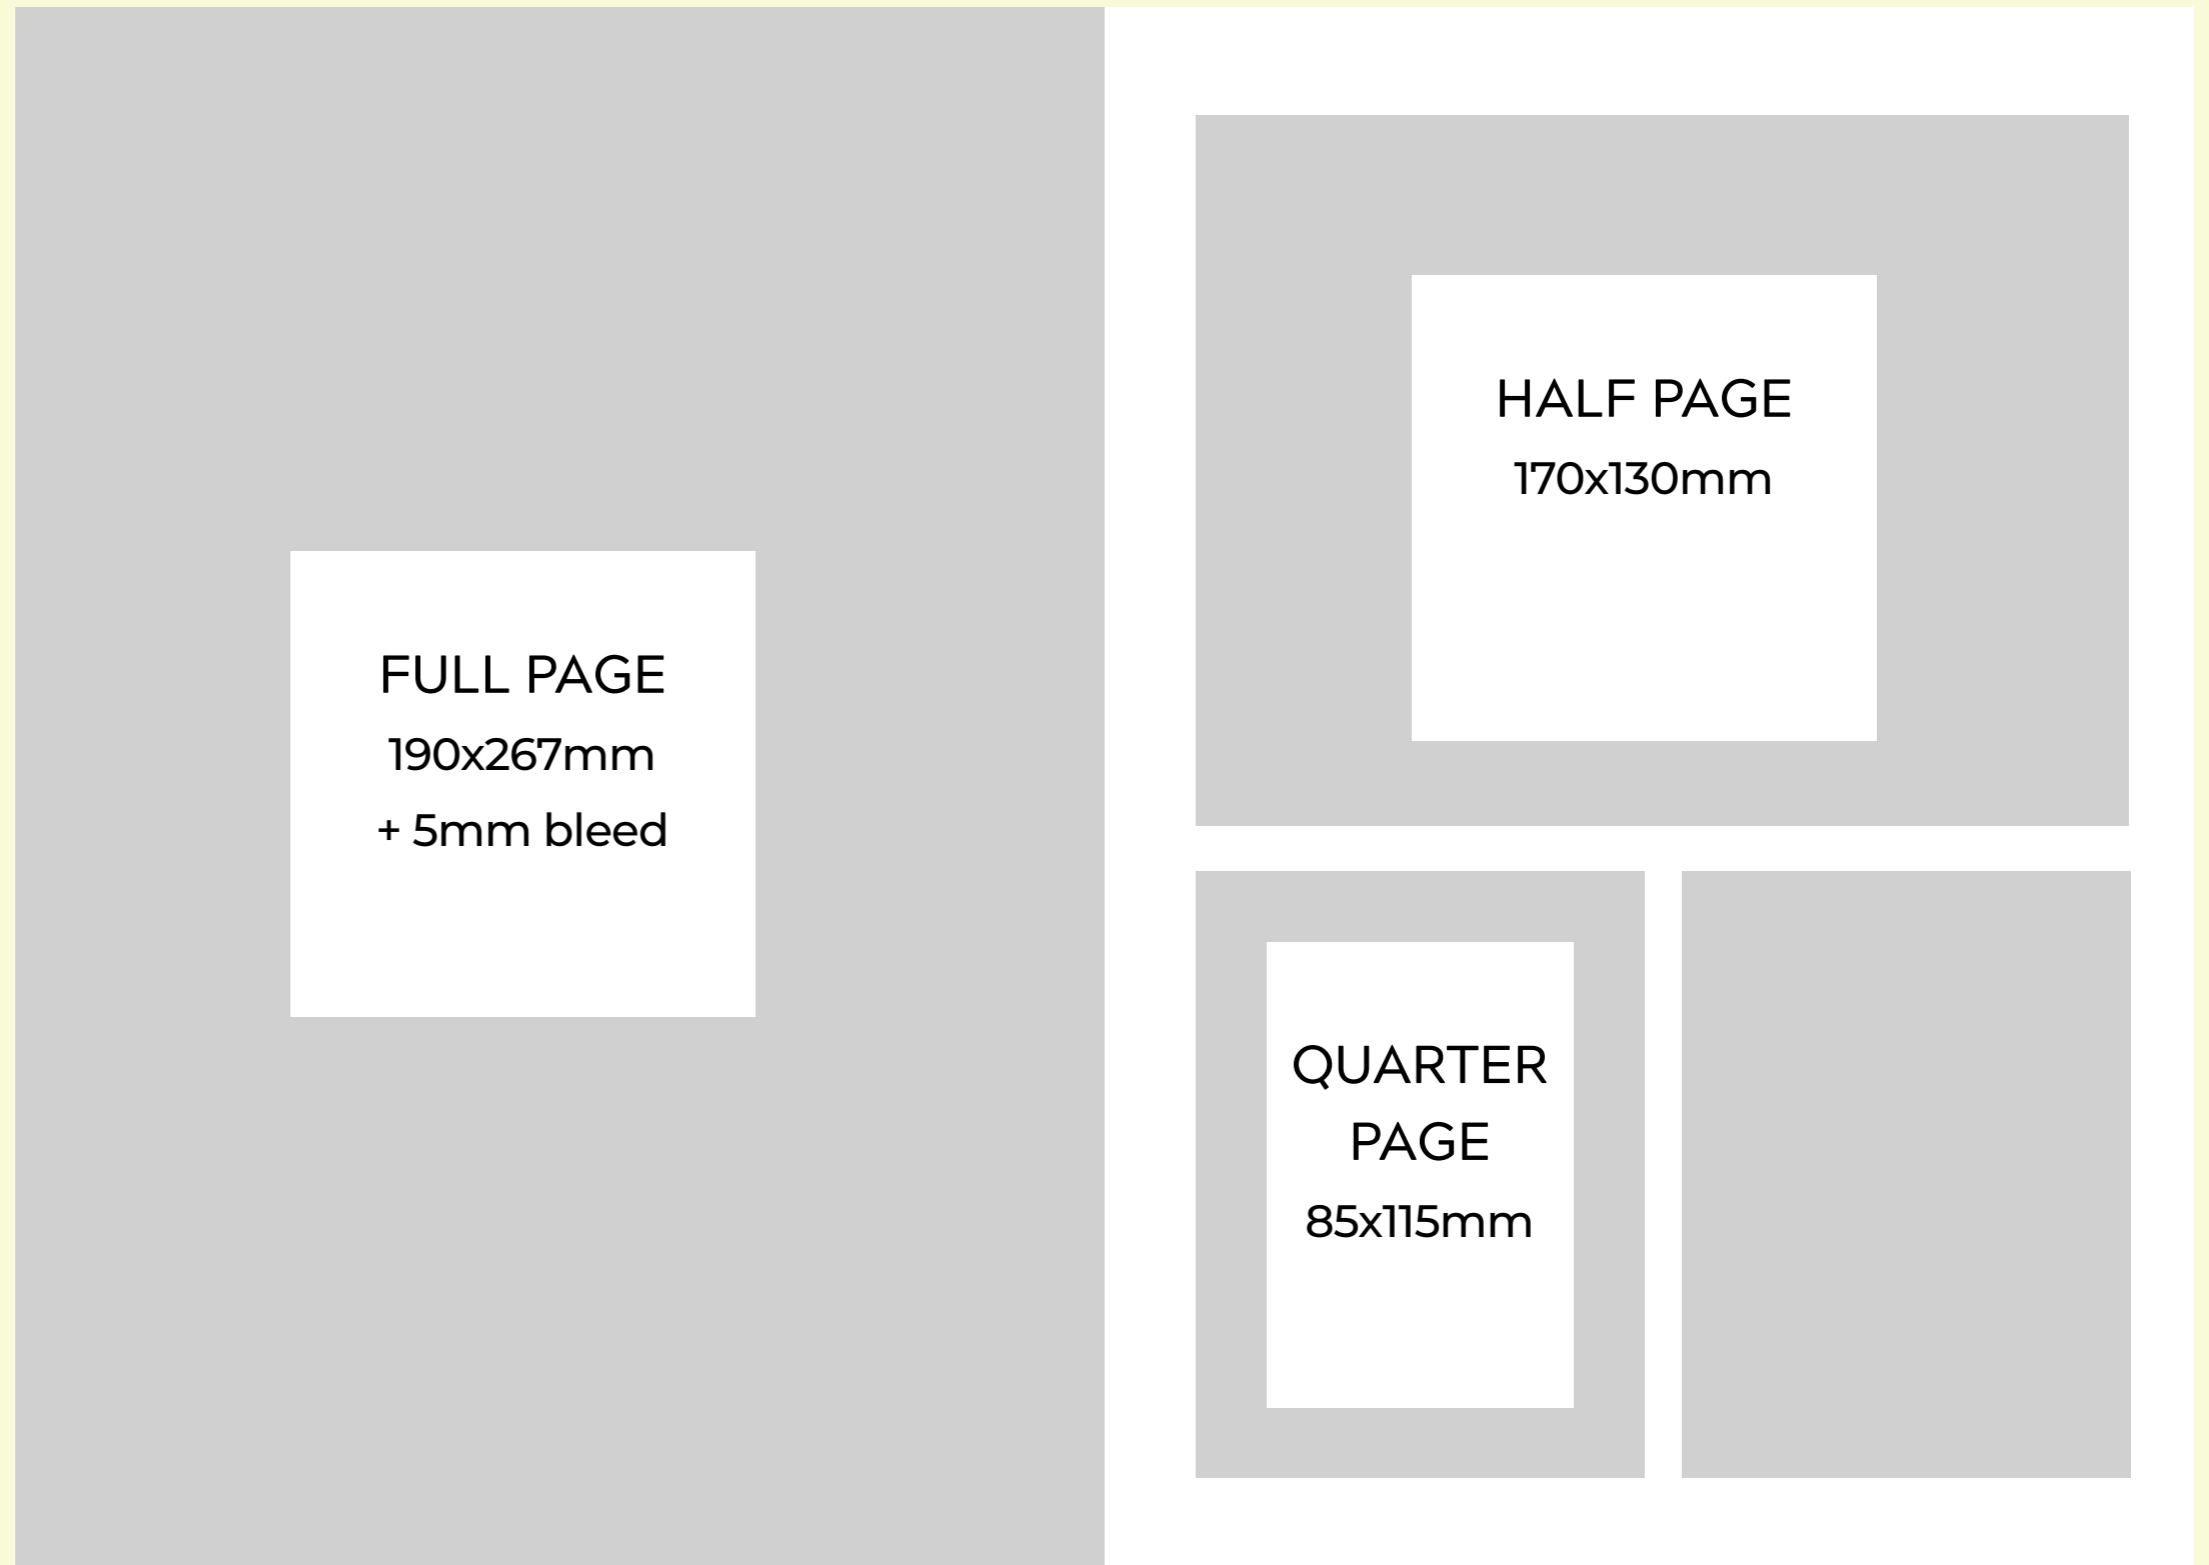 FULL PAGE
190x267mm
+ 5mm bleed
HALF PAGE
170x130mm
QUARTER
PAGE
85x115mm